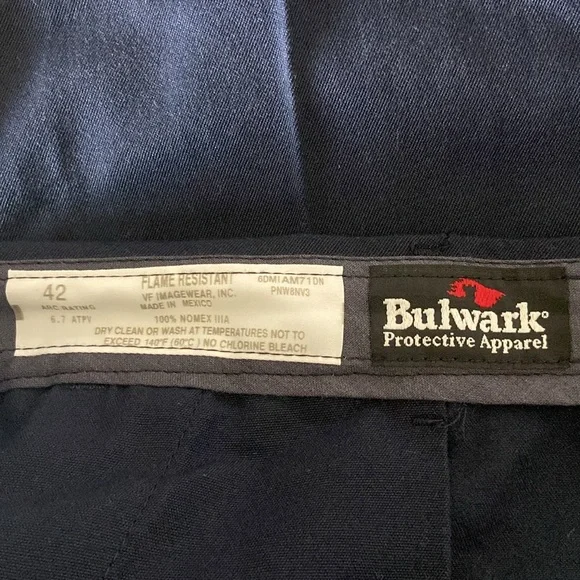 42
ARC RATING
6.7 ATPV
FLAME RESISTANT
VF IMAGEWEAR, INC.
MADE IN MEXICO
100% NOMEX IIIA
DRY CLEAN OR WASH AT TEMPERATURES NOT TO
EXCEED 140°F (60°C) NO CHLORINE BLEACH
PNW8NV3
Bulwark
Protective Apparel